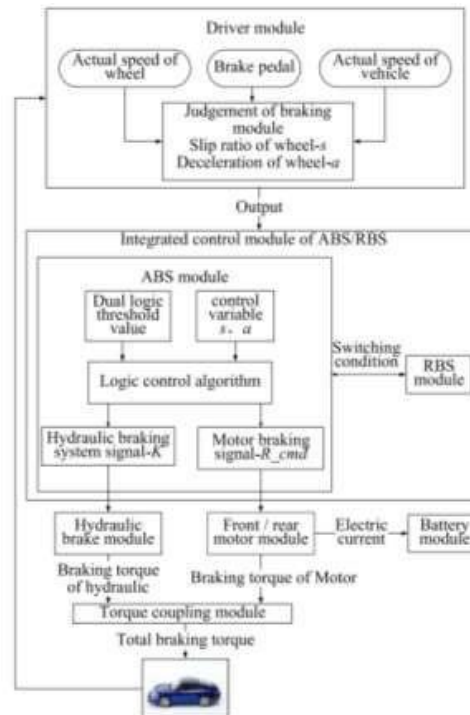 Driver module
Actual speed of
wheel
Brake pedal
Actual speed of
vehicle
Judgement of braking
module
Slip ratio of wheel-s
Deceleration of wheel-a
Output
Integrated control module of ABS/RBS
ABS module
Dual logic
threshold
value
control
variable
s、a
Logic control algorithm
Switching
condition
RBS
module
Hydraulic braking
system signal-K
Motor braking
signal-R_cmd
Hydraulic
brake module
Front / rear
motor module
Electric
current
Battery
module
Braking torque
of hydraulic
Braking torque of Motor
Torque coupling module
Total braking torque